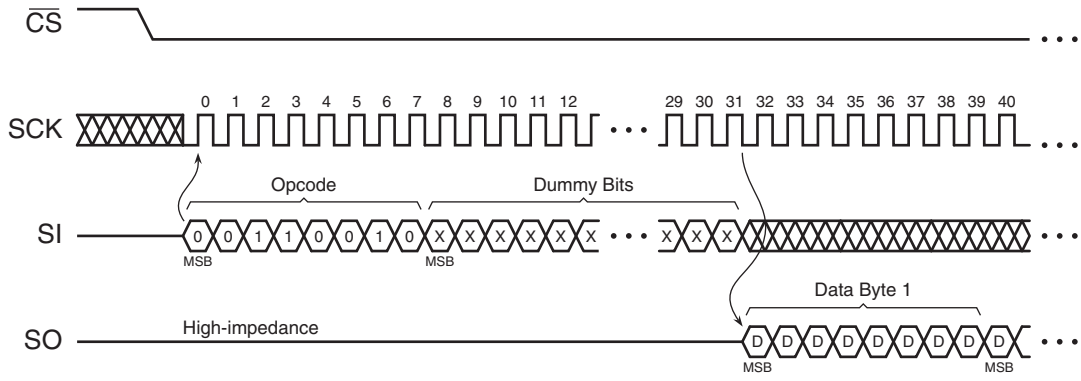 C̅S̅
• • •
0 1 2 3 4 5 6 7 8 9 10 11 12 29 30 31 32 33 34 35 36 37 38 39 40
SCK • • • • • •
Opcode Dummy Bits
SI 0 0 1 1 0 0 1 0 X X X X X X • • • X X X • • •
MSB MSB
Data Byte 1
High-impedance
SO D D D D D D D D D • • •
MSB MSB